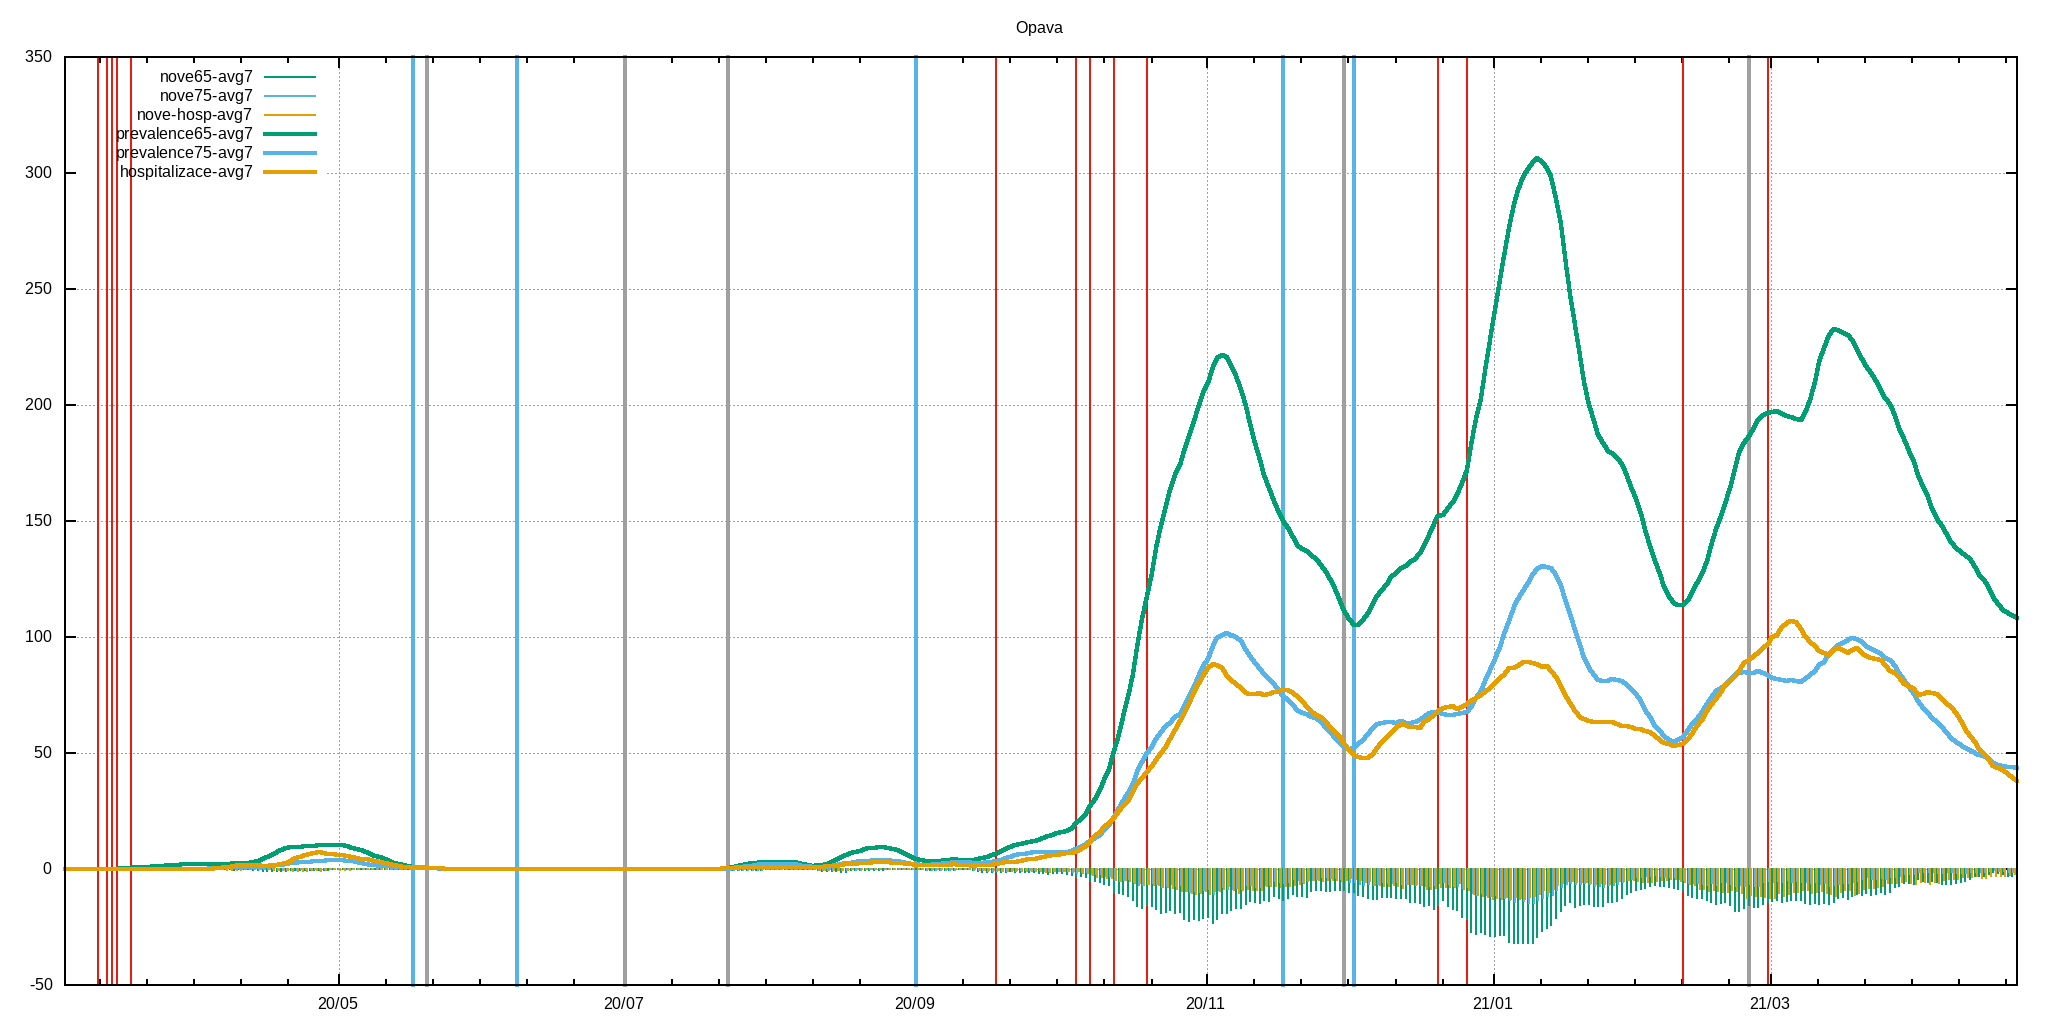 Opava
350
300
250
200
150
100
50
0
-50
nove65-avg7
nove75-avg7
nove-hosp-avg7
prevalence65-avg7
prevalence75-avg7
hospitalizace-avg7
20/05 20/07 20/09 20/11 21/01 21/03